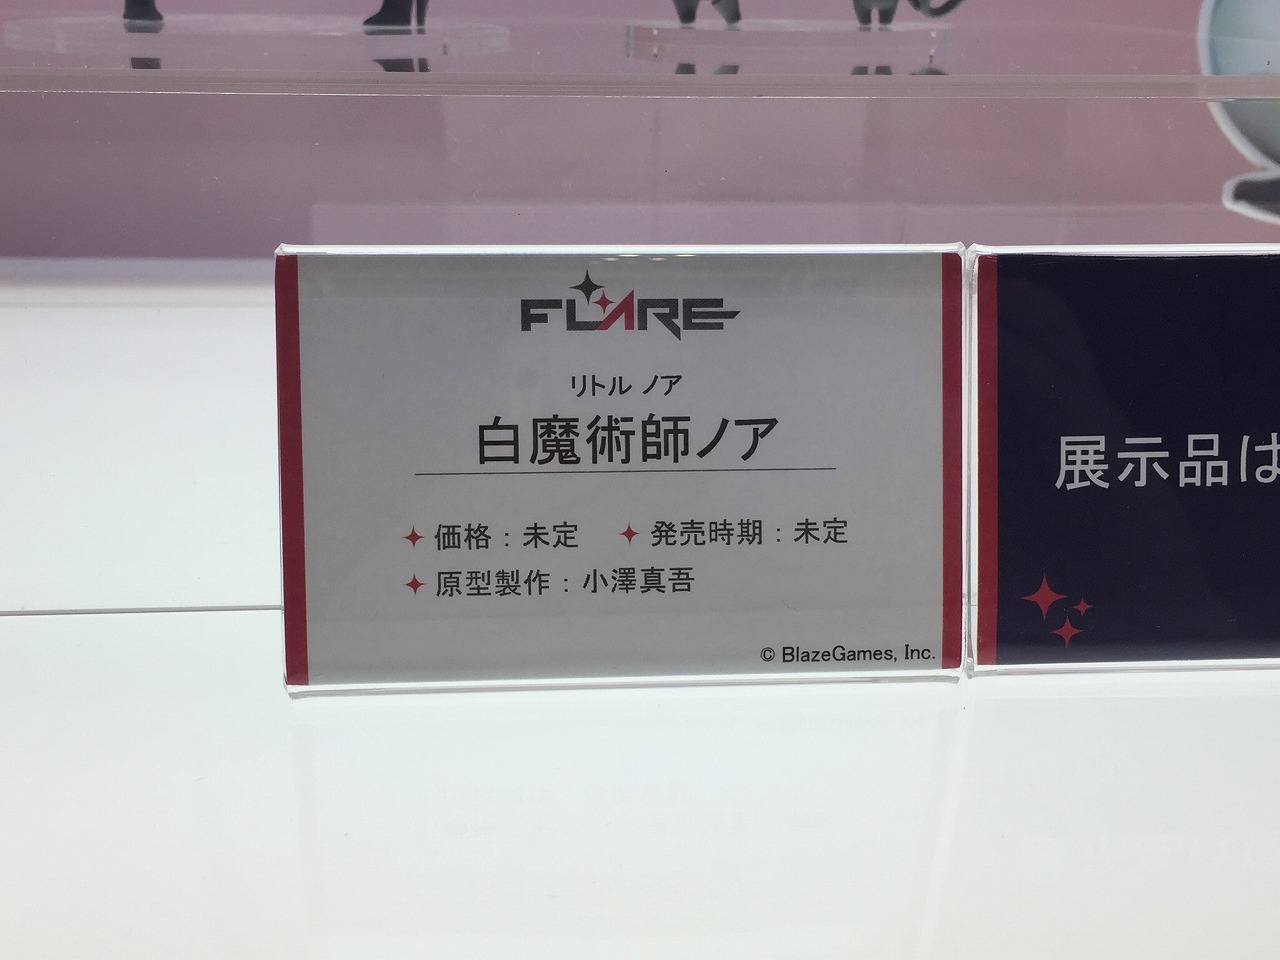 FLARE
リトル ノア
白魔術師ノア
価格：未定 発売時期：未定
原型製作：小澤真吾
© BlazeGames, Inc.
展示品は